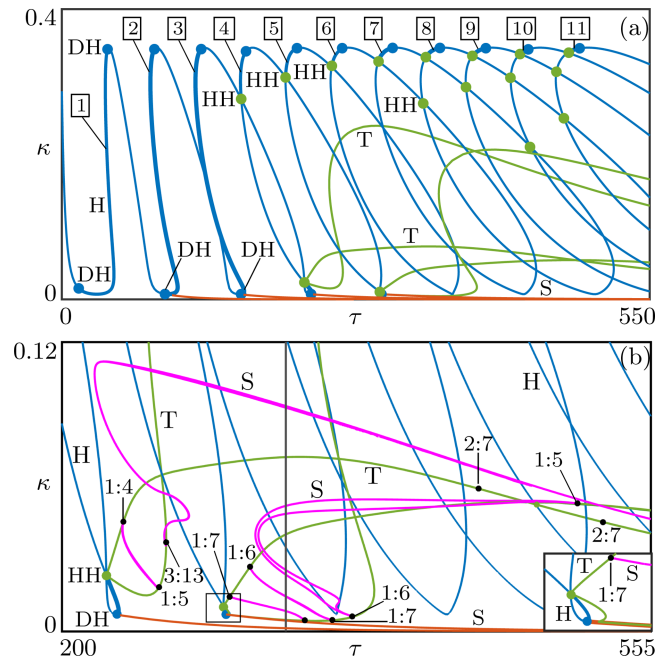 0.4
(a)
1 2 3 4 5 6 7 8 9 10 11
DH
HH HH HH HH
κ
H
T
T
DH
DH
DH
S
0
0 τ 550
0.12
(b)
S
T
H
H
2:7
1:5
T
1:4
S
κ
1:7
1:6
2:7
HH
3:13
1:5
1:6
1:7
T
S
1:7
H
DH
S
0
200 τ 555